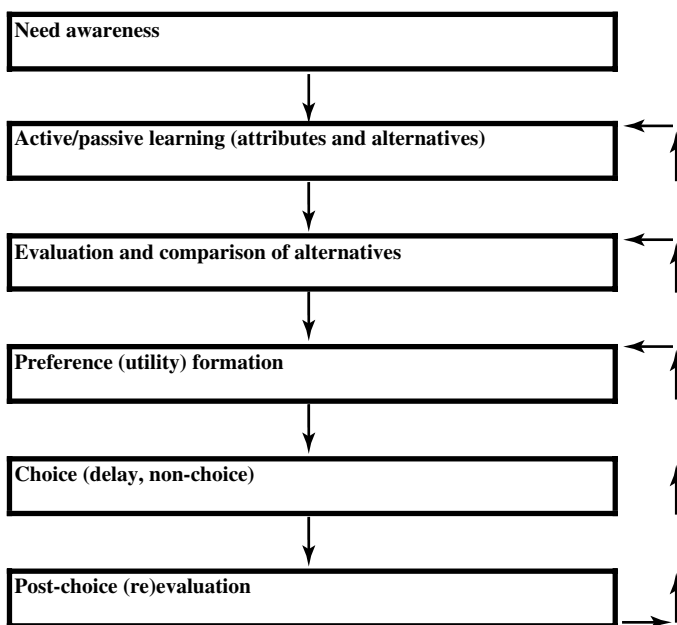 Need awareness
Active/passive learning (attributes and alternatives)
Evaluation and comparison of alternatives
Preference (utility) formation
Choice (delay, non-choice)
Post-choice (re)evaluation